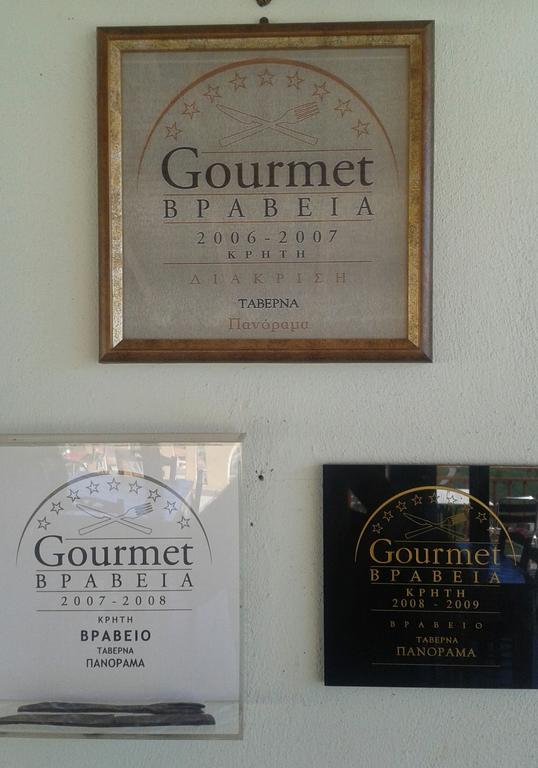 Gourmet
ΒΡΑΒΕΙΑ
2006-2007
ΚΡΗΤΗ
ΔΙΑΚΡΙΣΗ
ΤΑΒΕΡΝΑ
Πανόραμα
Gourmet
ΒΡΑΒΕΙΑ
2007-2008
ΚΡΗΤΗ
ΒΡΑΒΕΙΟ
ΤΑΒΕΡΝΑ
ΠΑΝΟΡΑΜΑ
Gourmet
ΒΡΑΒΕΙΑ
ΚΡΗΤΗ
2008 - 2009
ΒΡΑΒΕΙΟ
ΤΑΒΕΡΝΑ
ΠΑΝΟΡΑΜΑ